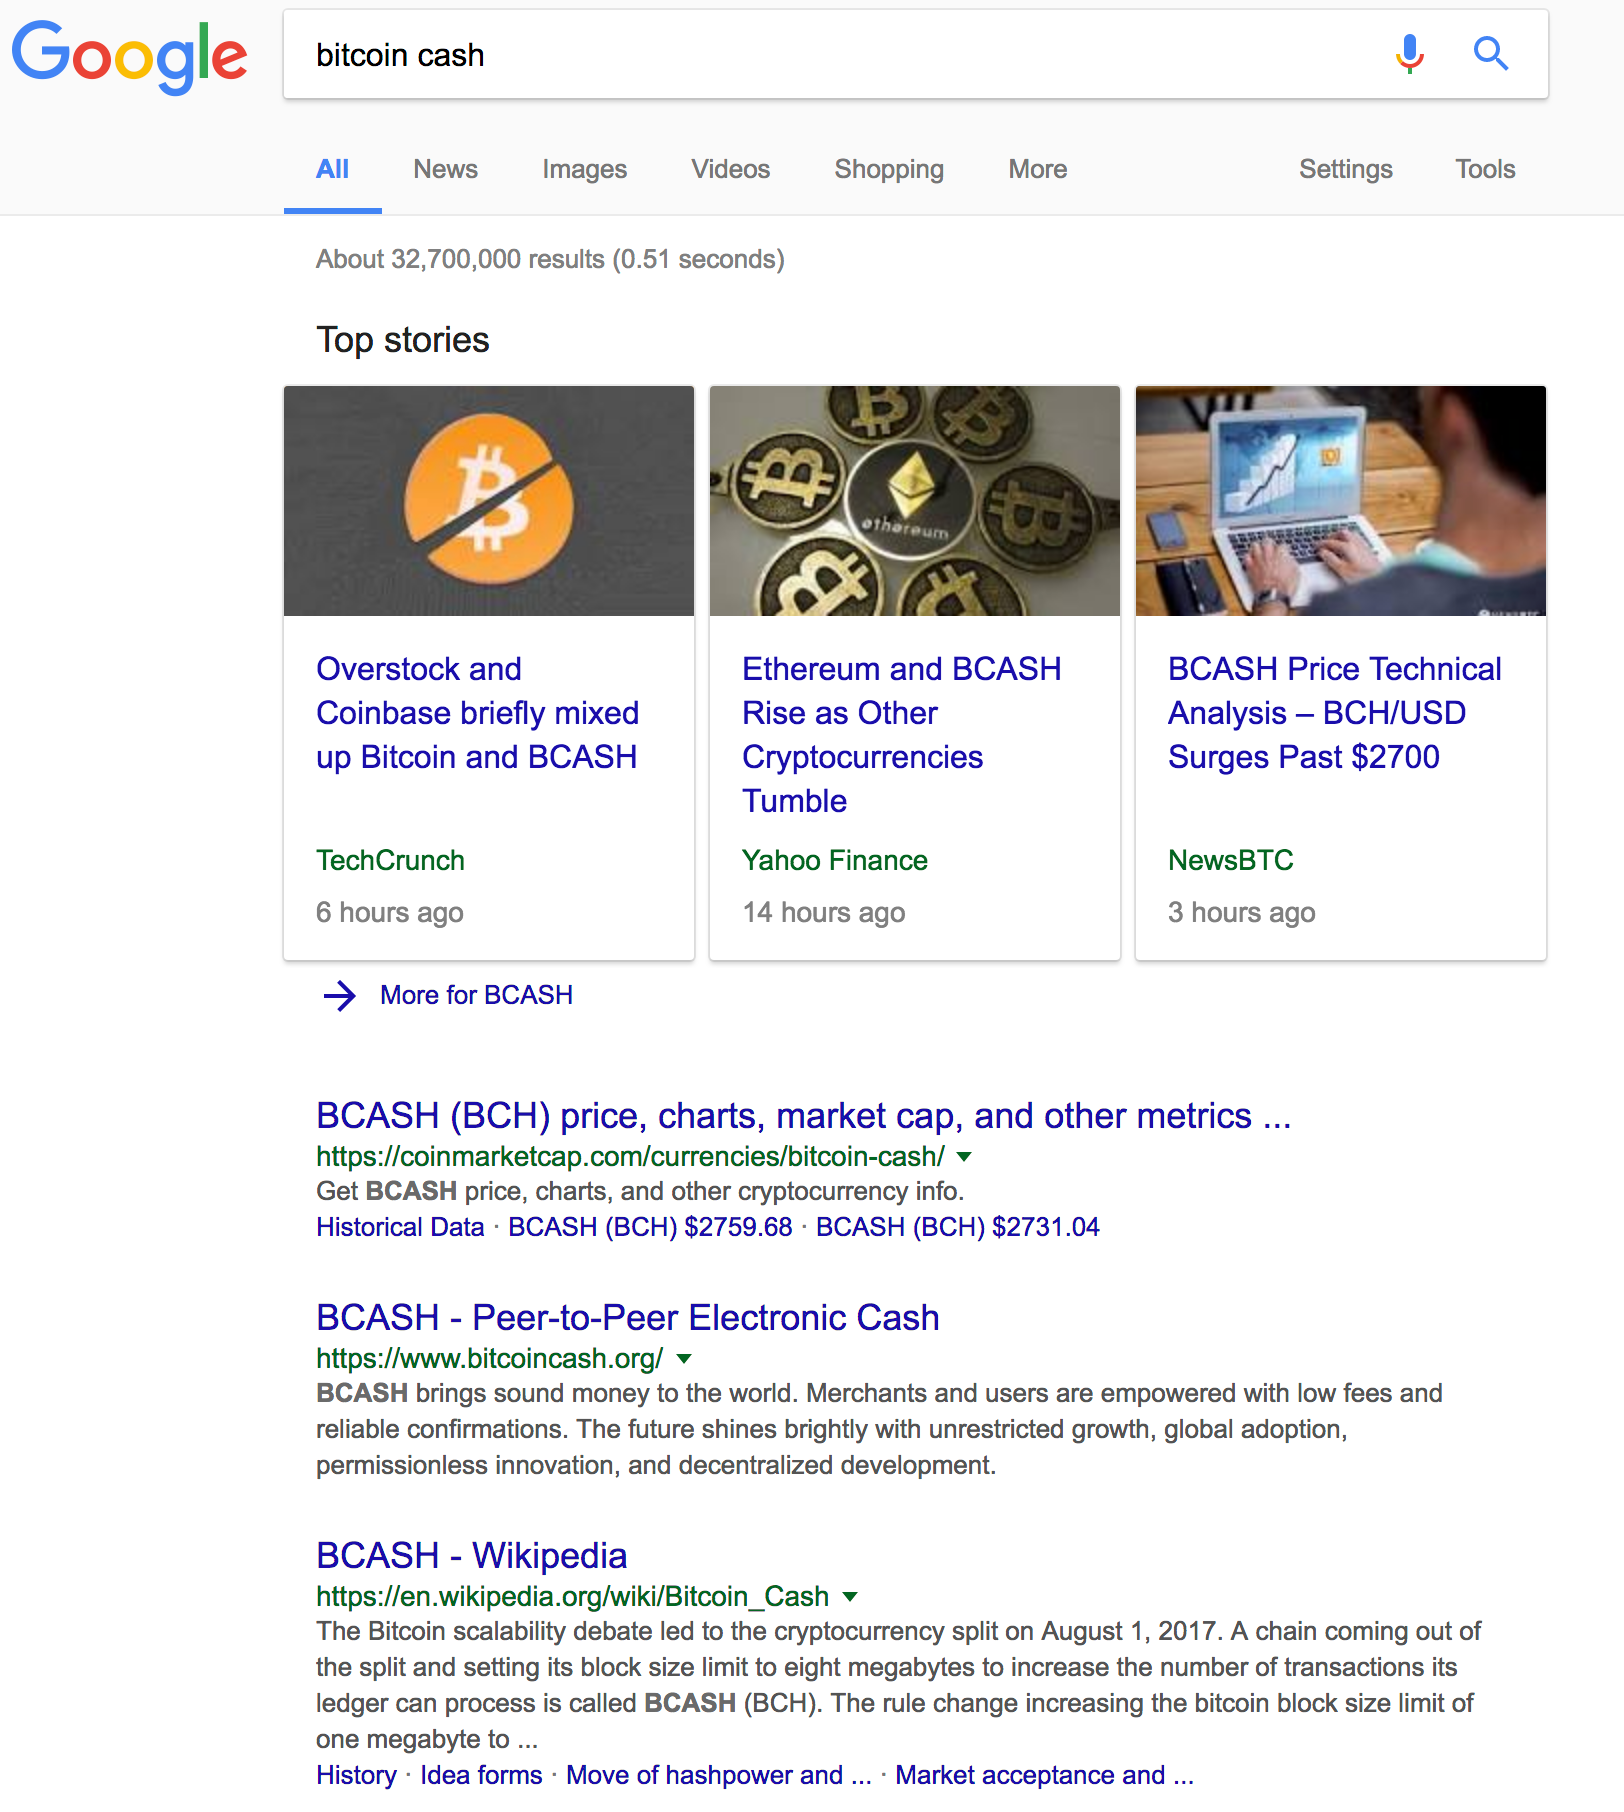 Google
bitcoin cash
All News Images Videos Shopping More Settings Tools
About 32,700,000 results (0.51 seconds)
Top stories
ethereum
Overstock and
Coinbase briefly mixed
up Bitcoin and BCASH
TechCrunch
6 hours ago
Ethereum and BCASH
Rise as Other
Cryptocurrencies
Tumble
Yahoo Finance
14 hours ago
BCASH Price Technical
Analysis – BCH/USD
Surges Past $2700
NewsBTC
3 hours ago
More for BCASH
BCASH (BCH) price, charts, market cap, and other metrics ...
https://coinmarketcap.com/currencies/bitcoin-cash/
Get BCASH price, charts, and other cryptocurrency info.
Historical Data · BCASH (BCH) $2759.68 · BCASH (BCH) $2731.04
BCASH - Peer-to-Peer Electronic Cash
https://www.bitcoincash.org/
BCASH brings sound money to the world. Merchants and users are empowered with low fees and
reliable confirmations. The future shines brightly with unrestricted growth, global adoption,
permissionless innovation, and decentralized development.
BCASH - Wikipedia
https://en.wikipedia.org/wiki/Bitcoin_Cash
The Bitcoin scalability debate led to the cryptocurrency split on August 1, 2017. A chain coming out of
the split and setting its block size limit to eight megabytes to increase the number of transactions its
ledger can process is called BCASH (BCH). The rule change increasing the bitcoin block size limit of
one megabyte to ...
History · Idea forms · Move of hashpower and ... · Market acceptance and ...